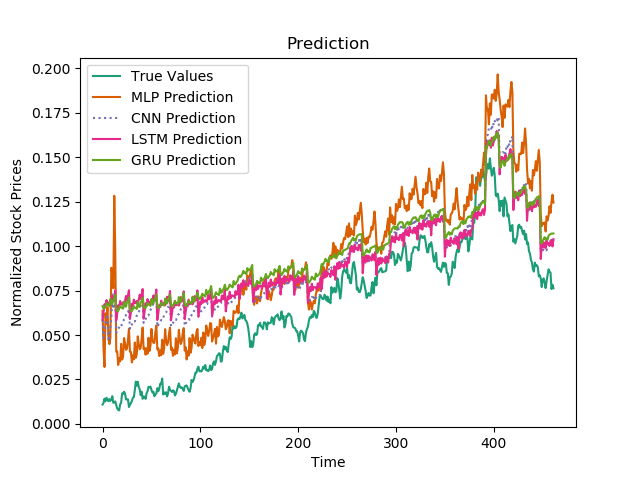 Prediction
0.200
0.175
0.150
0.125
0.100
0.075
0.050
0.025
0.000
Normalized Stock Prices
True Values
MLP Prediction
CNN Prediction
LSTM Prediction
GRU Prediction
0 100 200 300 400
Time